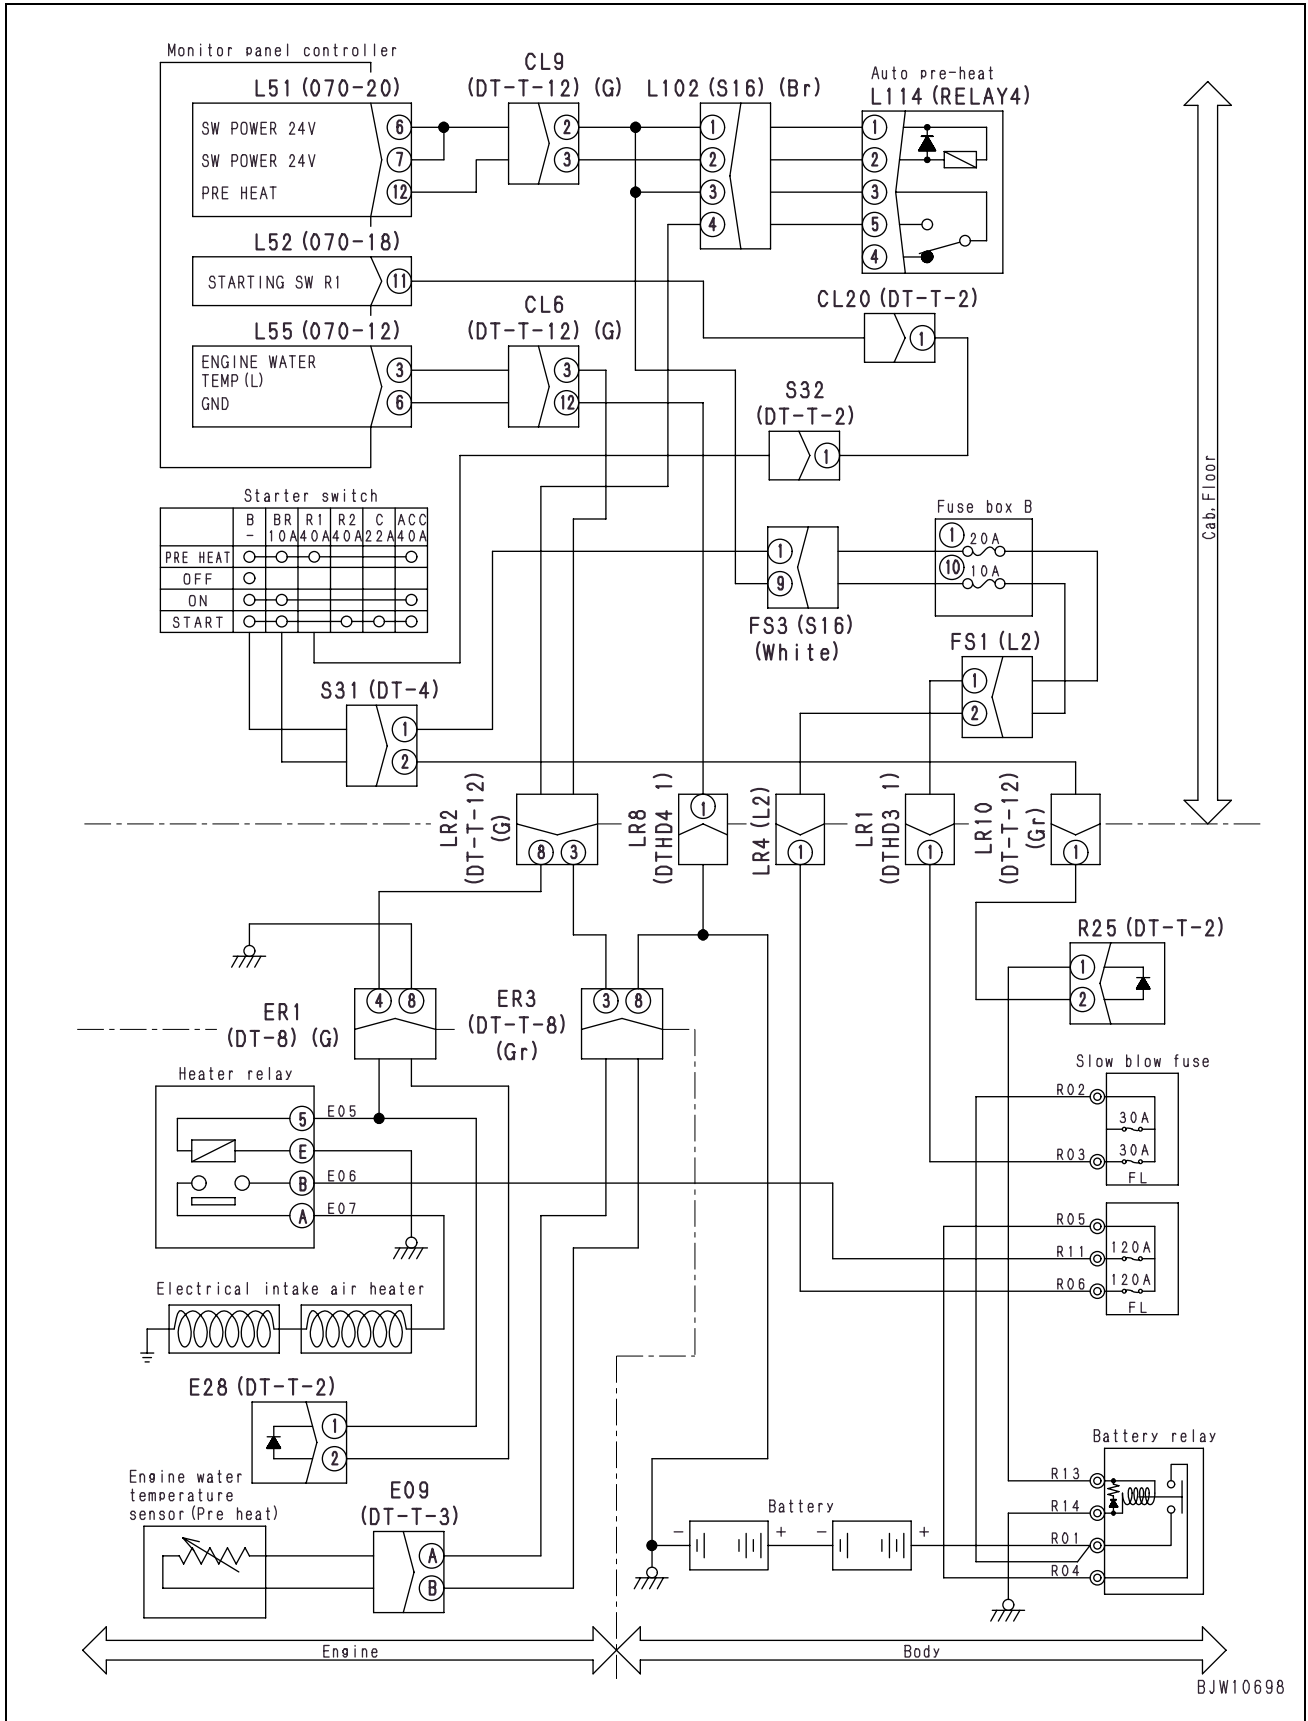 Monitor panel controller
L51 (070-20)
SW POWER 24V
6
SW POWER 24V
7
PRE HEAT
12
CL9
(DT-T-12) (G)
2
3
L102 (S16) (Br)
1
2
3
4
Auto pre-heat
L114 (RELAY4)
1
2
3
5
4
L52 (070-18)
STARTING SW R1
11
CL20 (DT-T-2)
1
L55 (070-12)
ENGINE WATER
TEMP (L)
3
GND
6
CL6
(DT-T-12) (G)
3
12
S32
(DT-T-2)
1
Cab, Floor
Starter switch
B BR R1 R2 C ACC
- 10A 40A 40A 22A 40A
PRE HEAT
OFF
ON
START
1
9
FS3 (S16)
(White)
Fuse box B
1 20A
10 10A
FS1 (L2)
1
2
S31 (DT-4)
1
2
LR2
(DT-T-12)
(G)
8 3
LR8
(DTHD4 1)
1
LR4 (L2)
1
LR1
(DTHD3 1)
1
LR10
(DT-T-12)
(Gr)
1
R25 (DT-T-2)
1
2
ER1
(DT-8) (G)
4 8
ER3
(DT-T-8)
(Gr)
3 8
Heater relay
5 E05
E
B E06
A E07
Slow blow fuse
R02
30A
R03 30A
FL
R05
R11 120A
R06 120A
FL
Electrical intake air heater
E28 (DT-T-2)
1
2
Engine water
temperature
sensor (Pre heat)
E09
(DT-T-3)
A
B
Battery
- + - +
Battery relay
R13
R14
R01
R04
Engine
Body
BJW10698